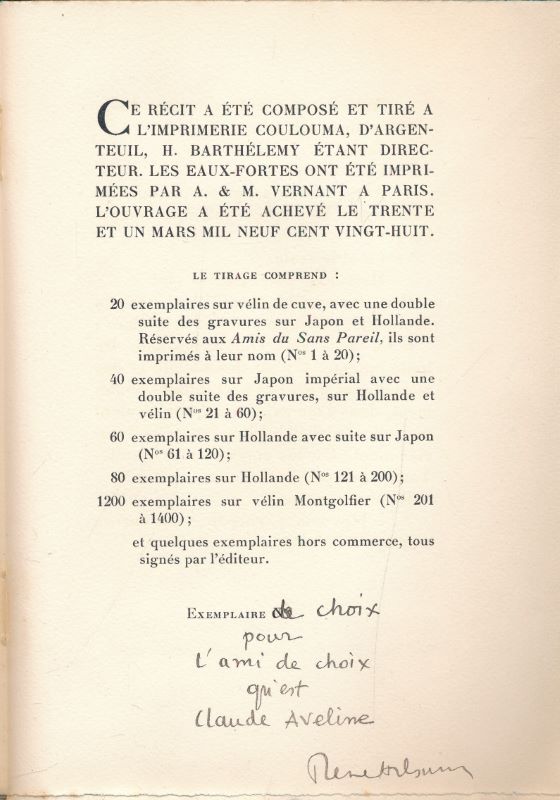 CE RÉCIT A ÉTÉ COMPOSÉ ET TIRÉ A
L'IMPRIMERIE COULOUMA, D'ARGEN-
TEUIL, H. BARTHÉLEMY ÉTANT DIREC-
TEUR. LES EAUX-FORTES ONT ÉTÉ IMPRI-
MÉES PAR A. & M. VERNANT A PARIS.
L'OUVRAGE A ÉTÉ ACHEVÉ LE TRENTE
ET UN MARS MIL NEUF CENT VINGT-HUIT.
LE TIRAGE COMPREND :
20 exemplaires sur vélin de cuve, avec une double
suite des gravures sur Japon et Hollande.
Réservés aux Amis du Sans Pareil, ils sont
imprimés à leur nom (Nos 1 à 20);
40 exemplaires sur Japon impérial avec une
double suite des gravures, sur Hollande et
vélin (Nos 21 à 60);
60 exemplaires sur Hollande avec suite sur Japon
(Nos 61 à 120);
80 exemplaires sur Hollande (Nos 121 à 200);
1200 exemplaires sur vélin Montgolfier (Nos 201
à 1400);
et quelques exemplaires hors commerce, tous
signés par l'éditeur.
EXEMPLAIRE de choix
pour
l'ami de choix
qu'est
Claude Aveline
René Hilsum